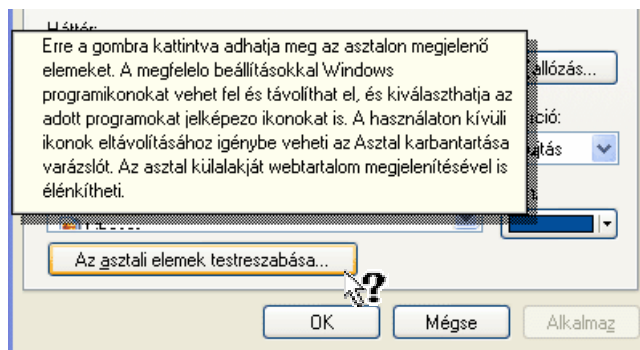 Háttér:
Erre a gombra kattintva adhatja meg az asztalon megjelenő
elemeket. A megfelelo beállításokkal Windows
programikonokat vehet fel és távolíthat el, és kiválaszthatja az
adott programokat jelképezo ikonokat is. A használaton kívüli
ikonok eltávolításához igénybe veheti az Asztal karbantartása
varázslót. Az asztal külalakját webtartalom megjelenítésével is
élénkítheti.
allózás...
ció:
Az asztali elemek testreszabása...
OK
Mégse
Alkalmaz